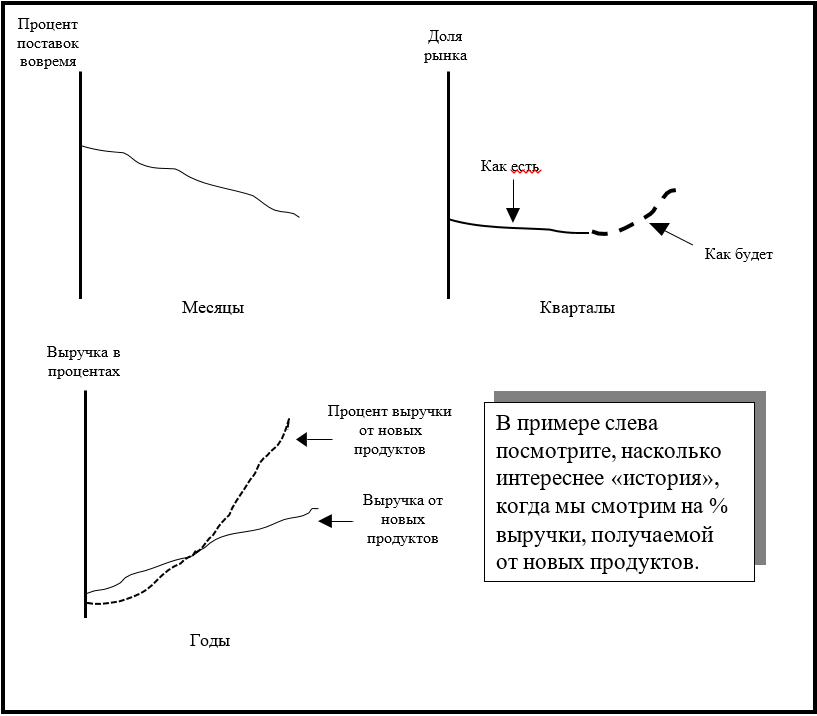 Процент
поставок
вовремя
Месяцы
Доля
рынка
Как есть
Как будет
Кварталы
Выручка в
процентах
Процент выручки
от новых
продуктов
Выручка от
новых
продуктов
Годы
В примере слева
посмотрите, насколько
интереснее «история»,
когда мы смотрим на %
выручки, получаемой
от новых продуктов.